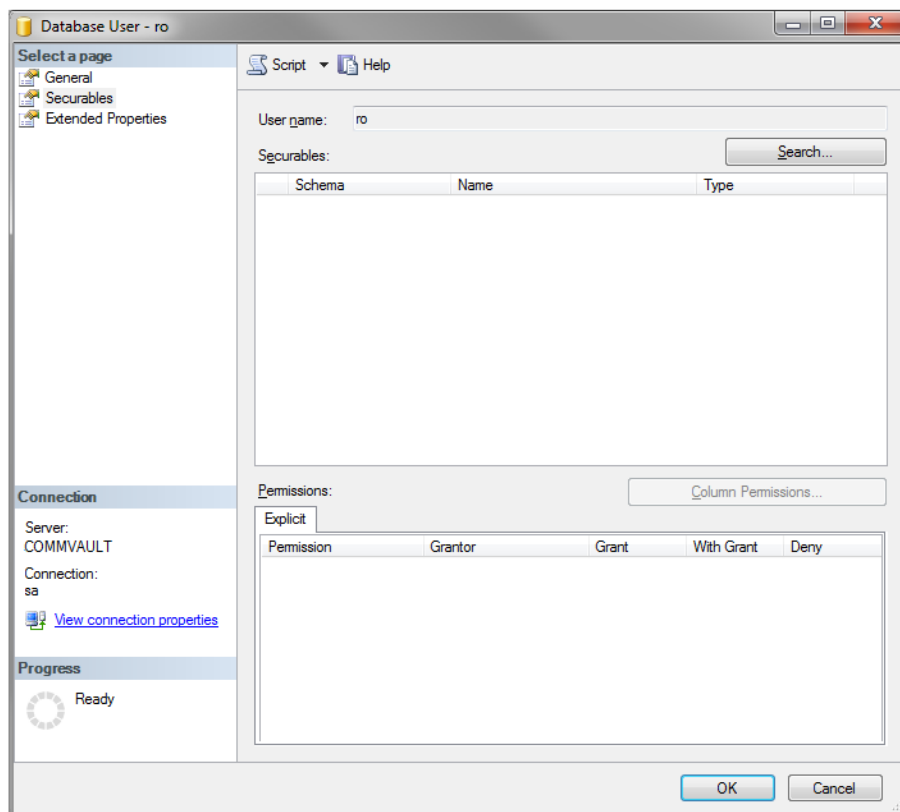 Database User - ro
Select a page
General
Securables
Extended Properties
Script
Help
User name:
ro
Securables:
Search...
Schema
Name
Type
Connection
Server:
COMMVAULT
Connection:
sa
View connection properties
Progress
Ready
Permissions:
Column Permissions...
Explicit
Permission
Grantor
Grant
With Grant
Deny
OK
Cancel